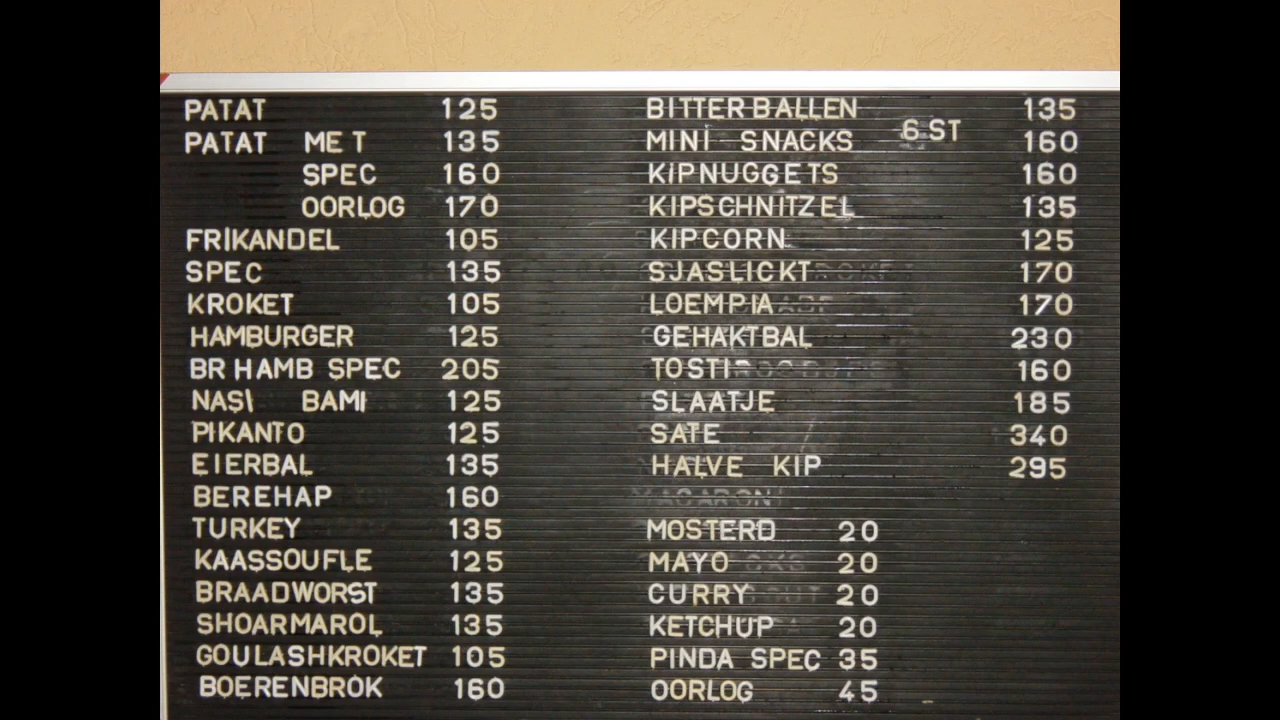 PATAT 125
PATAT MET 135
SPEC 160
OORLOG 170
FRIKANDEL 105
SPEC 135
KROKET 105
HAMBURGER 125
BR HAMB SPEC 205
NASI BAMI 125
PIKANTO 125
EIERBAL 135
BEREHAP 160
TURKEY 135
KAASSOUFLE 125
BRAADWORST 135
SHOARMAROL 135
GOULASHKROKET 105
BOERENBROK 160
BITTERBALLEN 135
6 ST
MINI SNACKS 160
KIPNUGGETS 160
KIPSCHNITZEL 135
KIPCORN 125
SJASLICKT 170
LOEMPIA 170
GEHAKTBAL 230
TOSTI 160
SLAATJE 185
SATE 340
HALVE KIP 295
MACARONI
MOSTERD 20
MAYO 20
CURRY 20
KETCHUP 20
PINDA SPEC 35
OORLOG 45